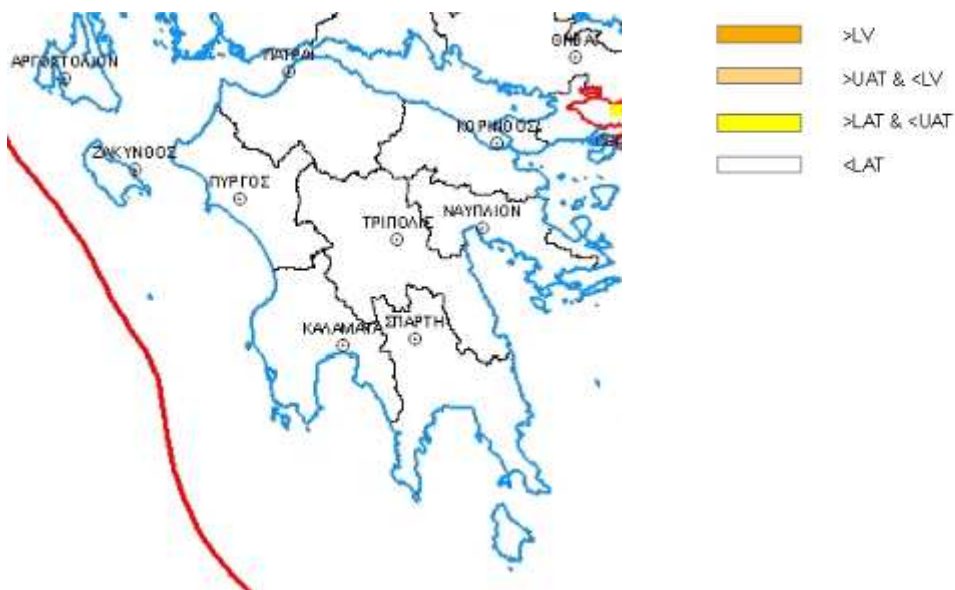 ΘΗΒΑΙ
ΠΑΤΡΑΙ
ΑΡΓΟΣΤΟΛΙΟΝ
ΚΟΡΙΝΘΟΣ
ΖΑΚΥΝΘΟΣ
ΠΥΡΓΟΣ
ΝΑΥΠΛΙΟΝ
ΤΡΙΠΟΛΙΣ
ΚΑΛΑΜΑΤΑ
ΣΠΑΡΤΗ
>LV
>UAT & <LV
>LAT & <UAT
<LAT